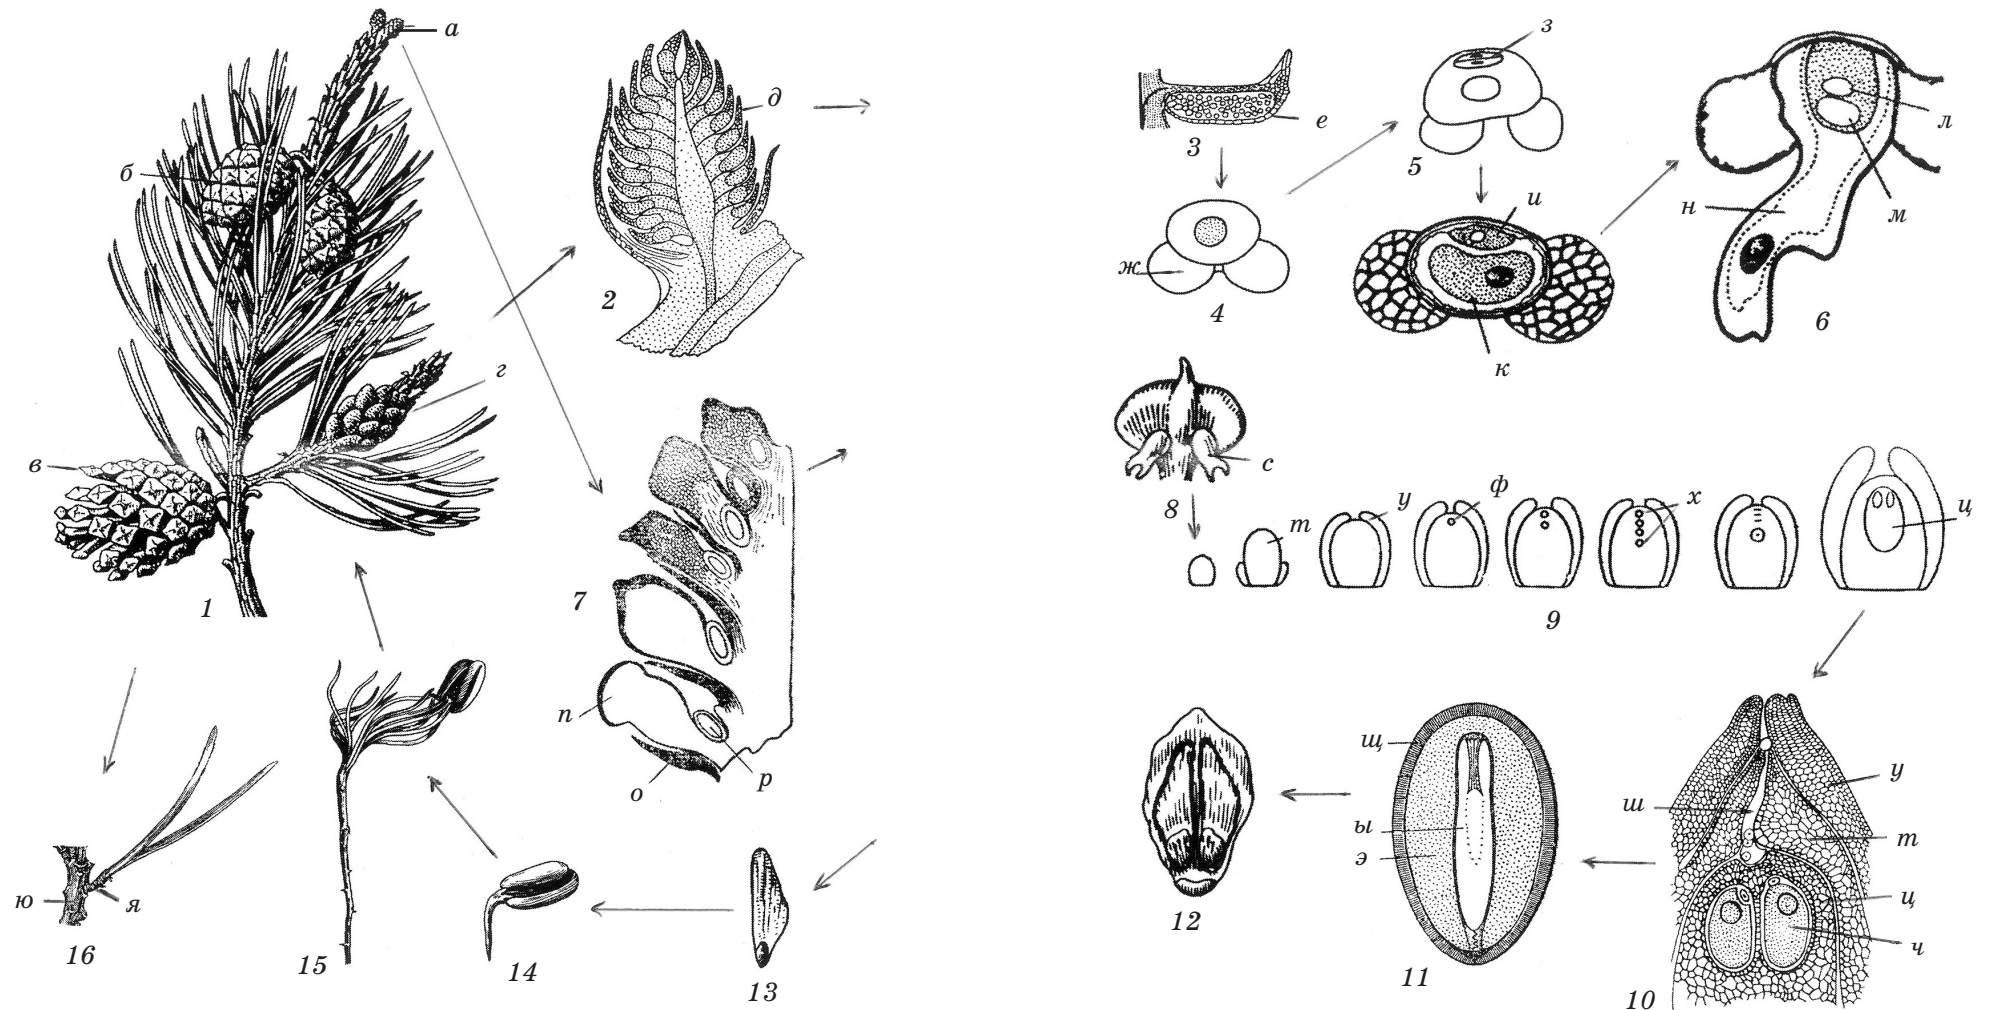 а
б
в
г
1
д
2
е
3
ж
4
з
5
и
к
л
м
н
6
п
о
р
7
с
8
т
у
ф
х
ц
9
у
ш
т
ц
ч
10
щ
ы
э
11
12
13
14
15
ю
я
16